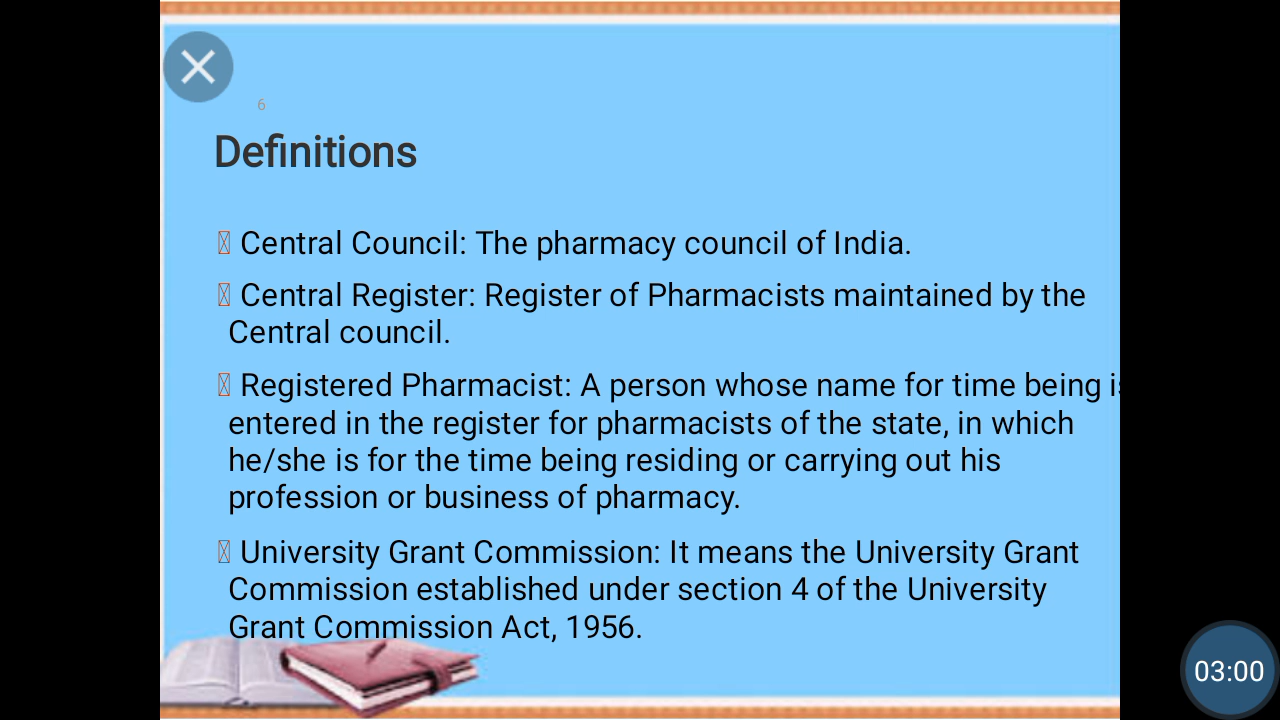 6
Definitions
Central Council: The pharmacy council of India.
Central Register: Register of Pharmacists maintained by the
Central council.
Registered Pharmacist: A person whose name for time being is
entered in the register for pharmacists of the state, in which
he/she is for the time being residing or carrying out his
profession or business of pharmacy.
University Grant Commission: It means the University Grant
Commission established under section 4 of the University
Grant Commission Act, 1956.
03:00